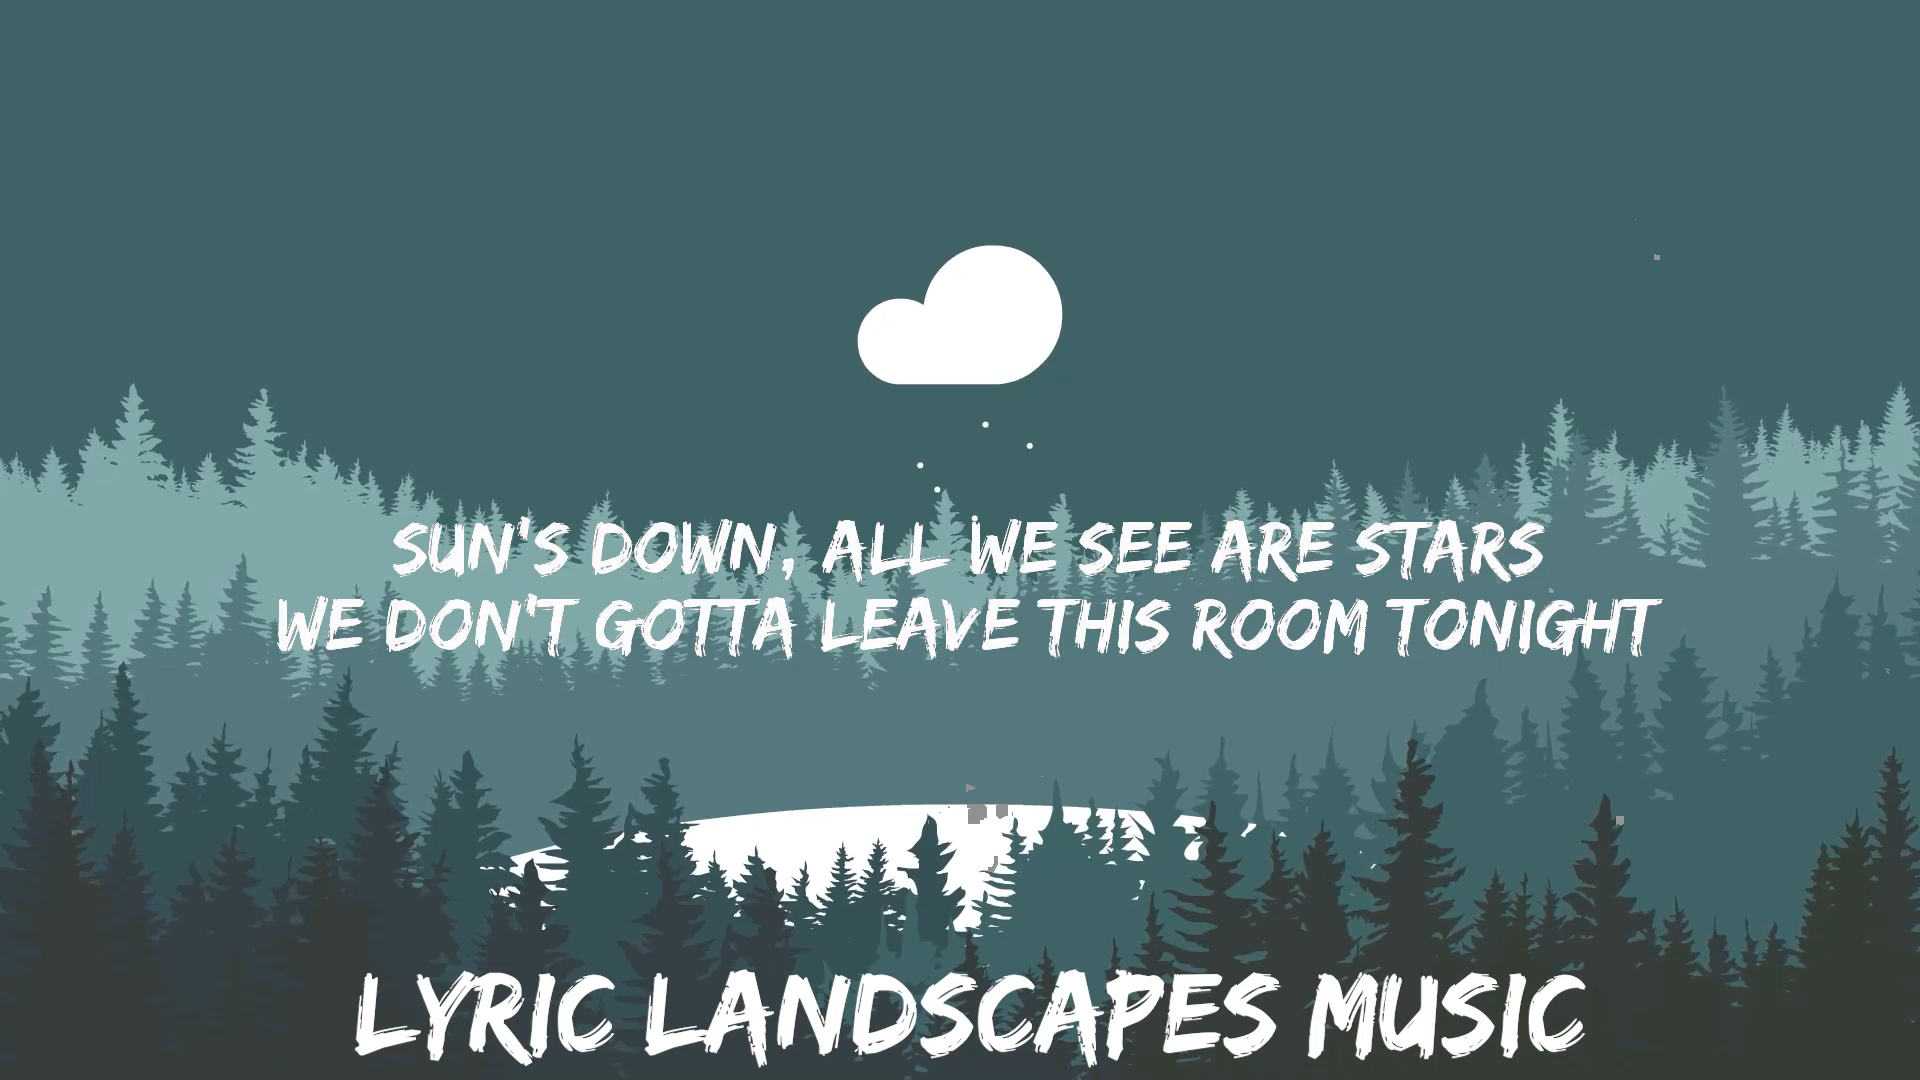 SUN'S DOWN, ALL WE SEE ARE STARS
WE DON'T GOTTA LEAVE THIS ROOM TONIGHT
LYRIC LANDSCAPES MUSIC